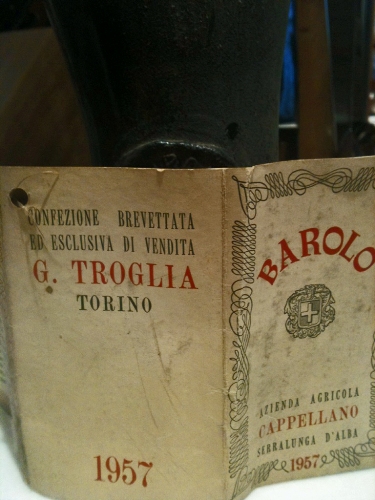 CONFEZIONE BREVETTATA
ED ESCLUSIVA DI VENDITA
G. TROGLIA
TORINO
1957
BAROLO
AZIENDA AGRICOLA
CAPPELLANO
SERRALUNGA D'ALBA
1957